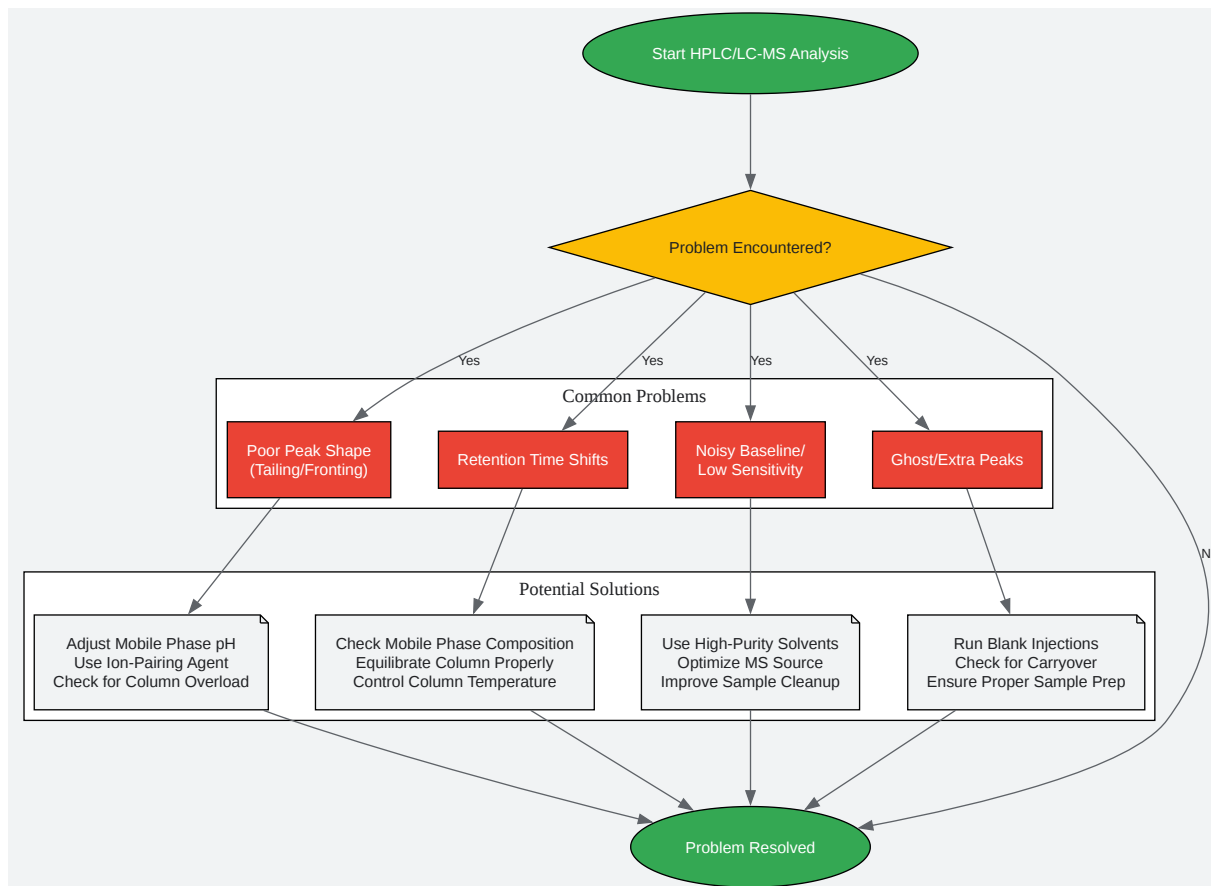 Start HPLC/LC-MS Analysis
Problem Encountered?
Yes
Yes
Yes
Yes
Common Problems
Poor Peak Shape
(Tailing/Fronting)
Retention Time Shifts
Noisy Baseline/
Low Sensitivity
Ghost/Extra Peaks
N
Potential Solutions
Adjust Mobile Phase pH
Use Ion-Pairing Agent
Check for Column Overload
Check Mobile Phase Composition
Equilibrate Column Properly
Control Column Temperature
Use High-Purity Solvents
Optimize MS Source
Improve Sample Cleanup
Run Blank Injections
Check for Carryover
Ensure Proper Sample Prep
Problem Resolved